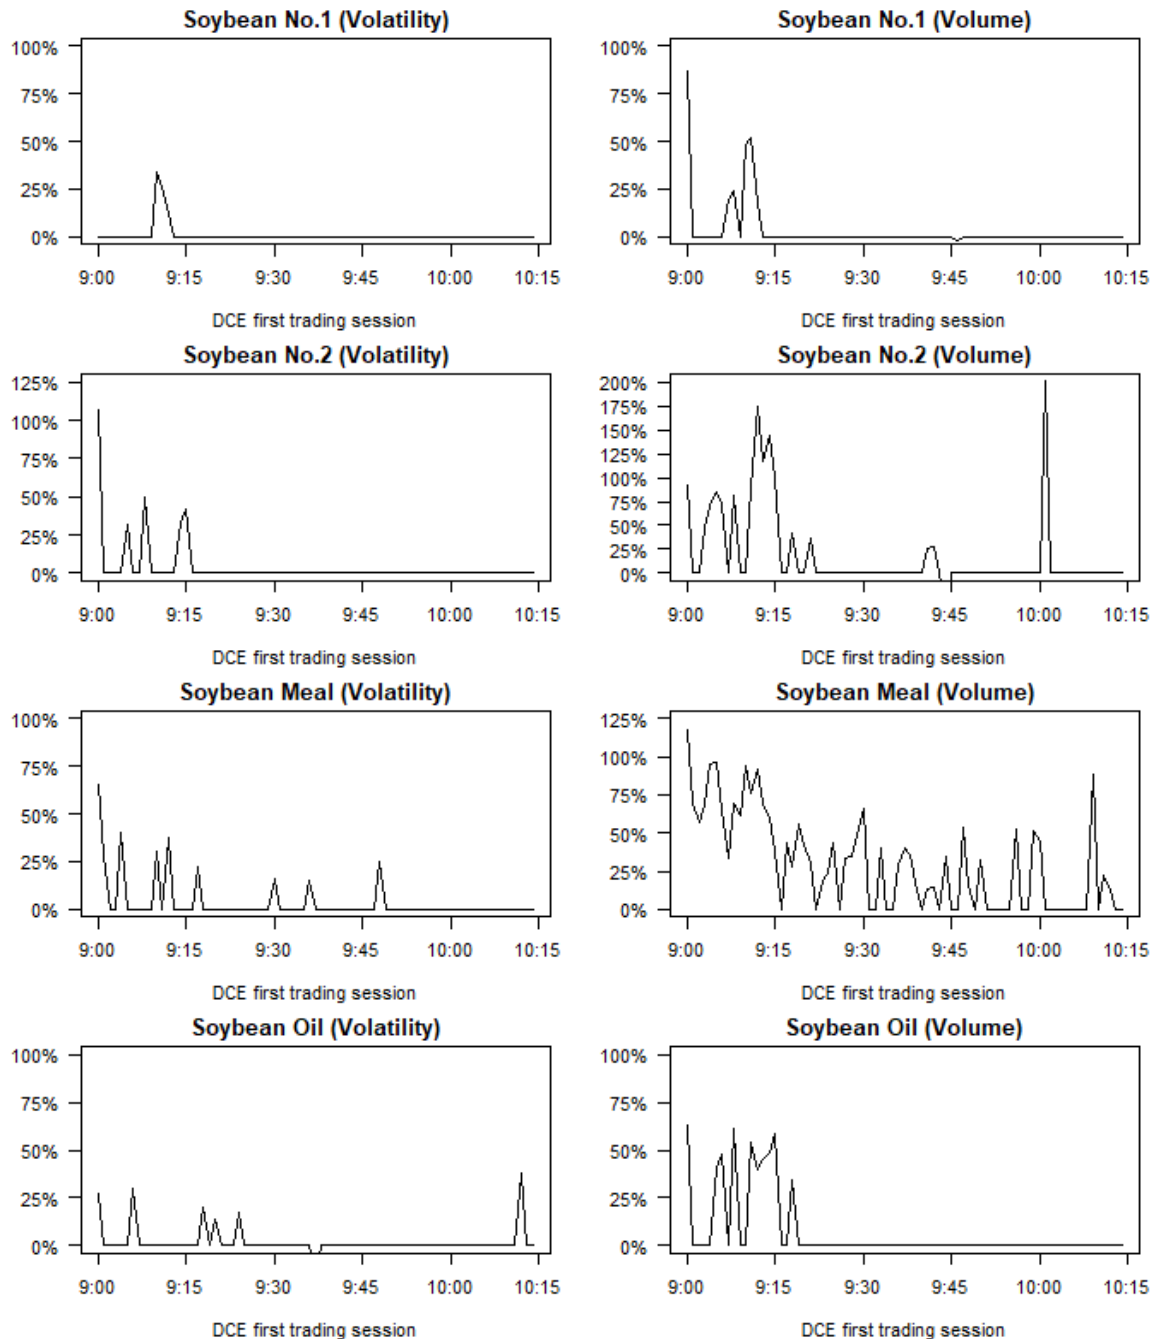 Soybean No.1 (Volatility)
100%
75%
50%
25%
0%
9:00 9:15 9:30 9:45 10:00 10:15
DCE first trading session
Soybean No.1 (Volume)
100%
75%
50%
25%
0%
9:00 9:15 9:30 9:45 10:00 10:15
DCE first trading session
Soybean No.2 (Volatility)
125%
100%
75%
50%
25%
0%
9:00 9:15 9:30 9:45 10:00 10:15
DCE first trading session
Soybean No.2 (Volume)
200%
175%
150%
125%
100%
75%
50%
25%
0%
9:00 9:15 9:30 9:45 10:00 10:15
DCE first trading session
Soybean Meal (Volatility)
100%
75%
50%
25%
0%
9:00 9:15 9:30 9:45 10:00 10:15
DCE first trading session
Soybean Meal (Volume)
125%
100%
75%
50%
25%
0%
9:00 9:15 9:30 9:45 10:00 10:15
DCE first trading session
Soybean Oil (Volatility)
100%
75%
50%
25%
0%
9:00 9:15 9:30 9:45 10:00 10:15
DCE first trading session
Soybean Oil (Volume)
100%
75%
50%
25%
0%
9:00 9:15 9:30 9:45 10:00 10:15
DCE first trading session